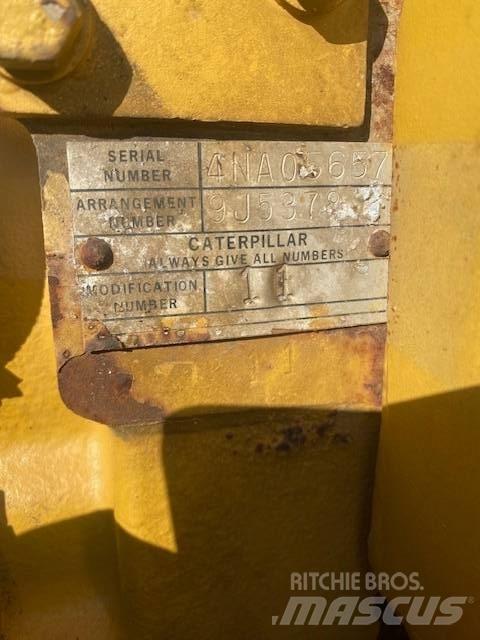 SERIAL NUMBER 4NA05657
ARRANGEMENT NUMBER 9J5378
CATERPILLAR
ALWAYS GIVE ALL NUMBERS
MODIFICATION NUMBER 11
RITCHIE BROS.
MASCUS